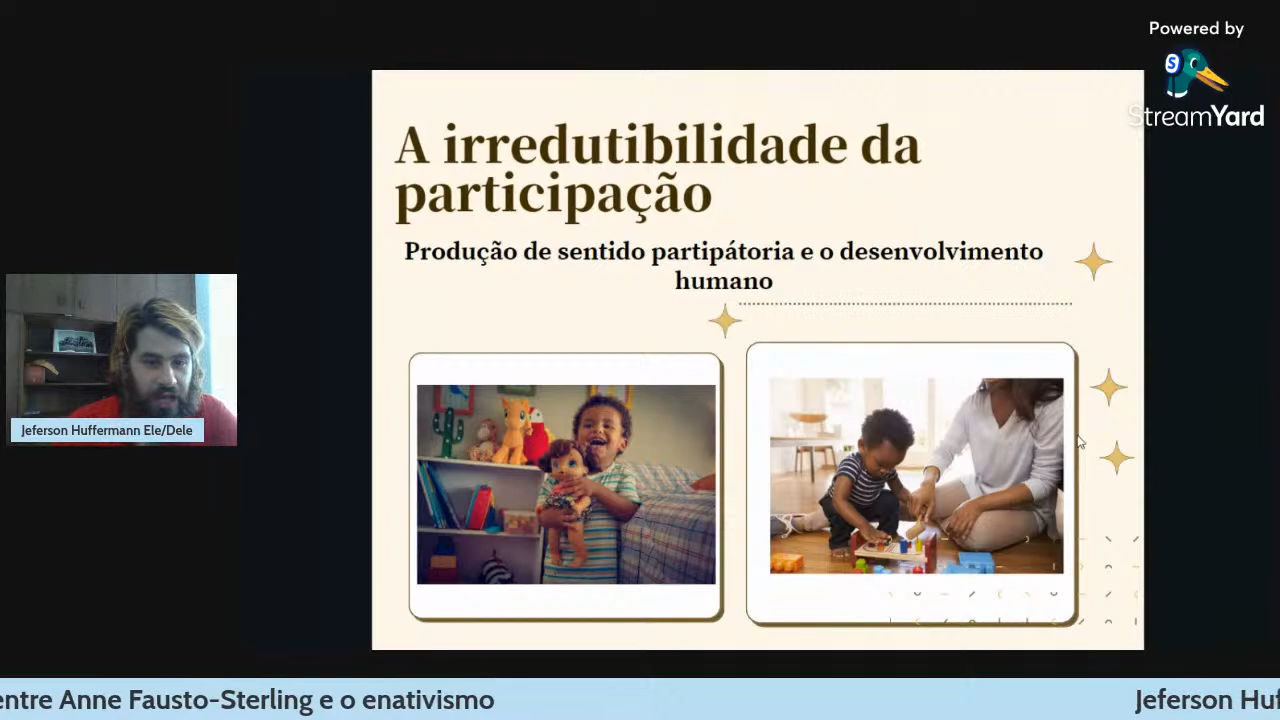 Powered by
StreamYard
A irredutibilidade da
participação
Produção de sentido partipátoria e o desenvolvimento
humano
Jeferson Huffermann Ele/Dele
entre Anne Fausto-Sterling e o enativismo
Jeferson Huf